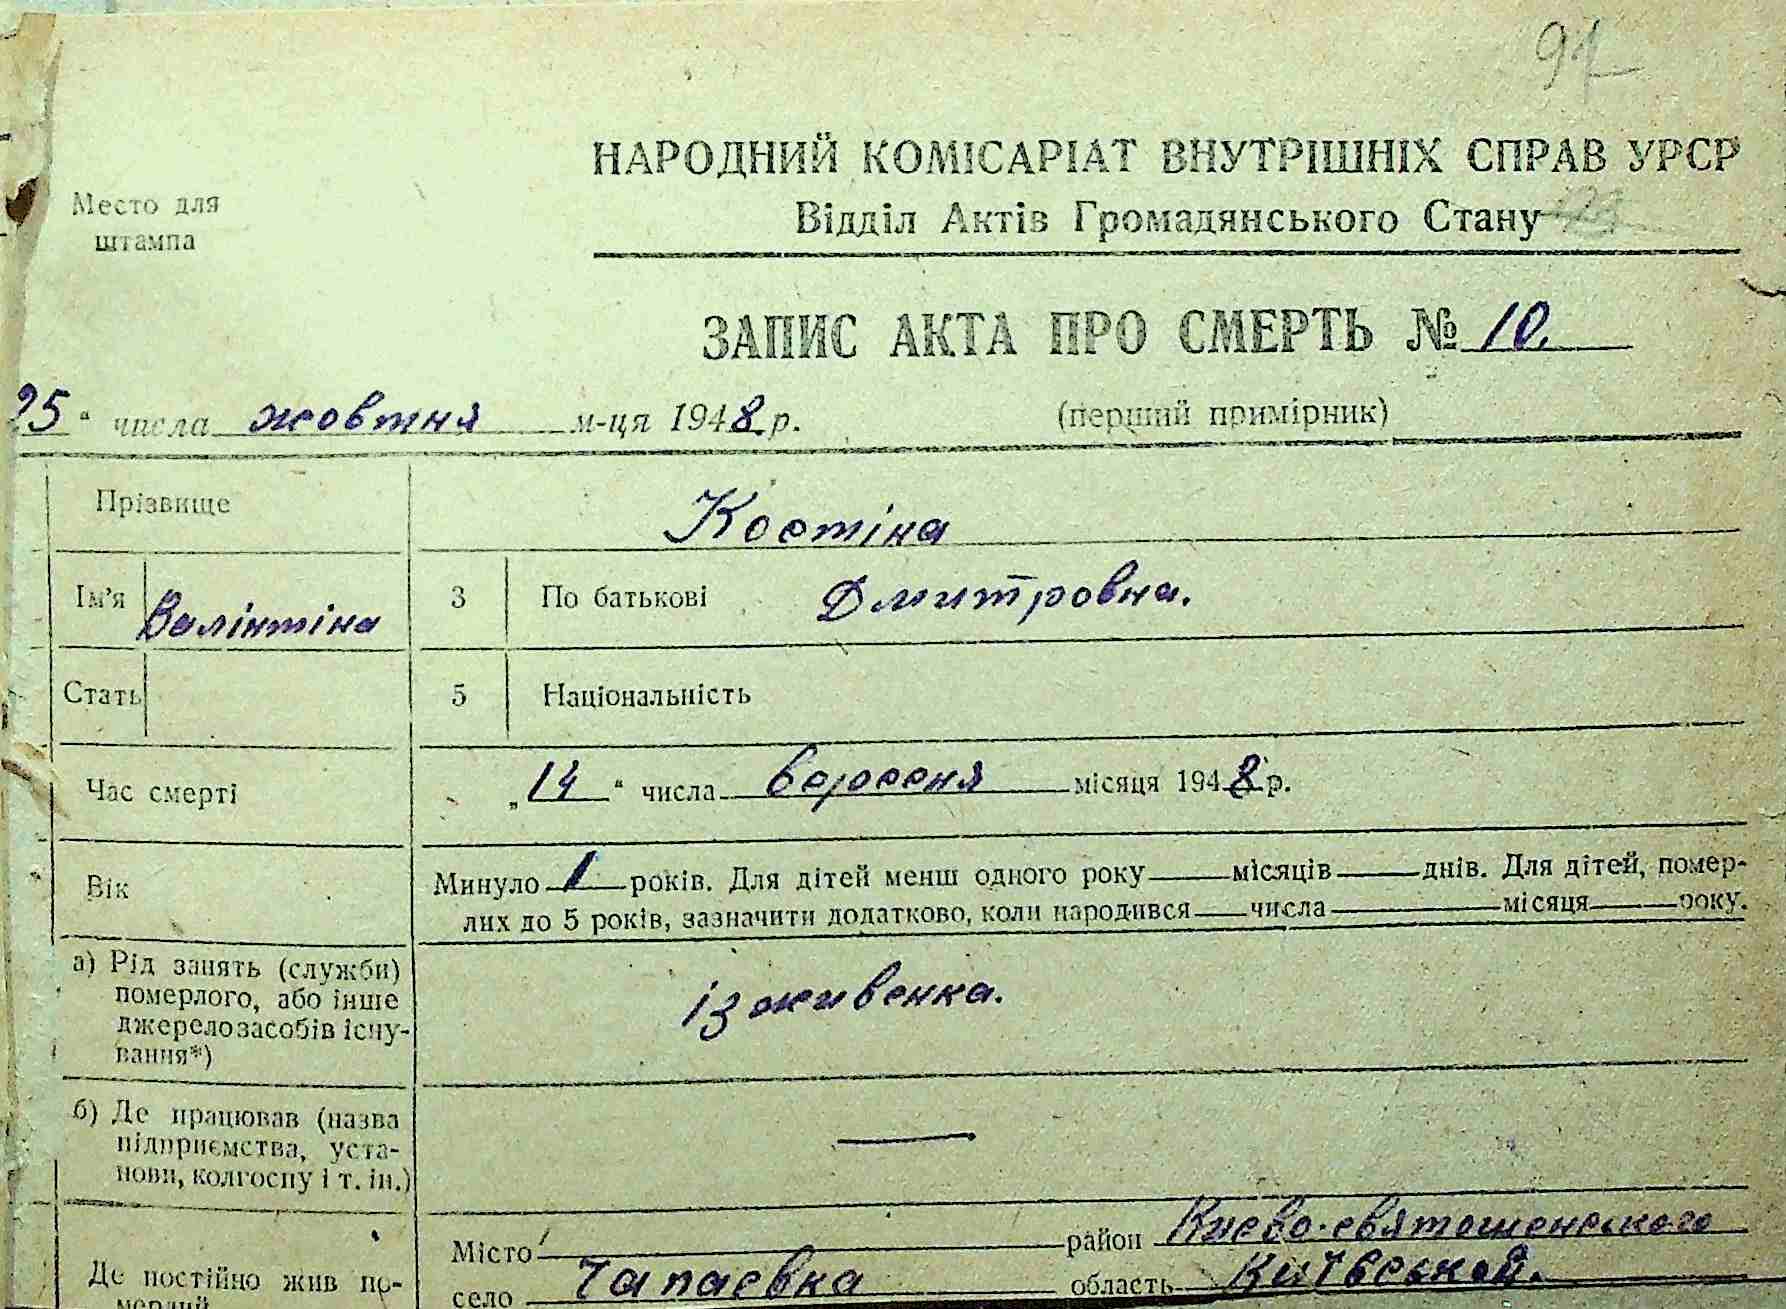 91
НАРОДНИЙ КОМІСАРІАТ ВНУТРІШНІХ СПРАВ УРСР
Место для
штампа
Відділ Актів Громадянського Стану
ЗАПИС АКТА ПРО СМЕРТЬ № 10.
25 " числа жовтня м-ця 1948 р. (перший примірник)
Прізвище Костіна
Ім'я Валінтіна 3 По батькові Дмитровна.
Стать 5 Національність
Час смерті „14 " числа вересня місяця 1948 р.
Вік
Минуло 1 років. Для дітей менш одного року місяців днів. Для дітей, помер-
лих до 5 років, зазначити додатково, коли народився числа місяця року.
а) Рід занять (служби)
померлого, або інше
джерело засобів існу-
вання*)
ізживенка.
б) Де працював (назва
підприємства, уста-
нови, колгоспу і т. ін.)
—
Місто район Києво-святошенського
Де постійно жив по-
мерлий
село Чапаєвка область Київській.